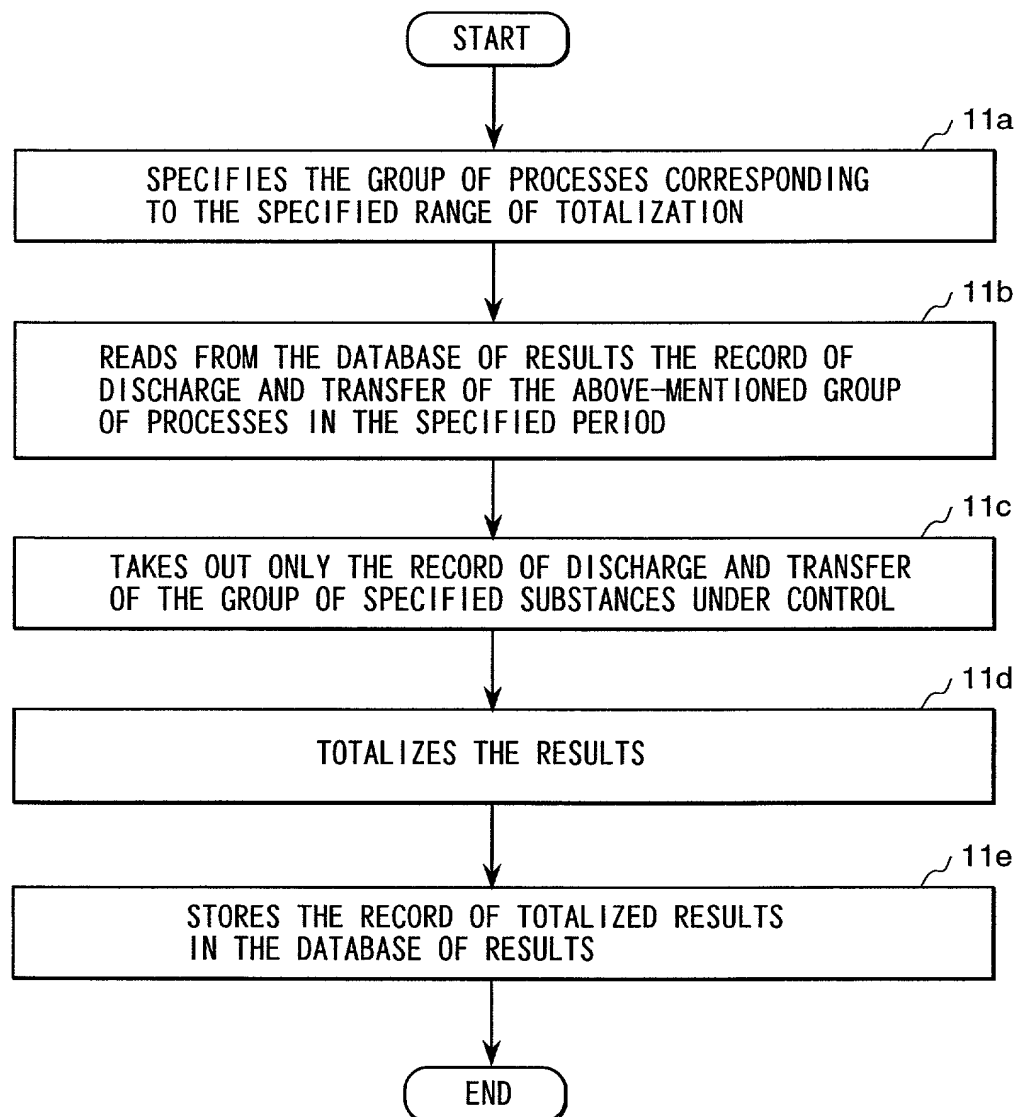 START
11a
SPECIFIES THE GROUP OF PROCESSES CORRESPONDING
TO THE SPECIFIED RANGE OF TOTALIZATION
11b
READS FROM THE DATABASE OF RESULTS THE RECORD OF
DISCHARGE AND TRANSFER OF THE ABOVE-MENTIONED GROUP
OF PROCESSES IN THE SPECIFIED PERIOD
11c
TAKES OUT ONLY THE RECORD OF DISCHARGE AND TRANSFER
OF THE GROUP OF SPECIFIED SUBSTANCES UNDER CONTROL
11d
TOTALIZES THE RESULTS
11e
STORES THE RECORD OF TOTALIZED RESULTS
IN THE DATABASE OF RESULTS
END